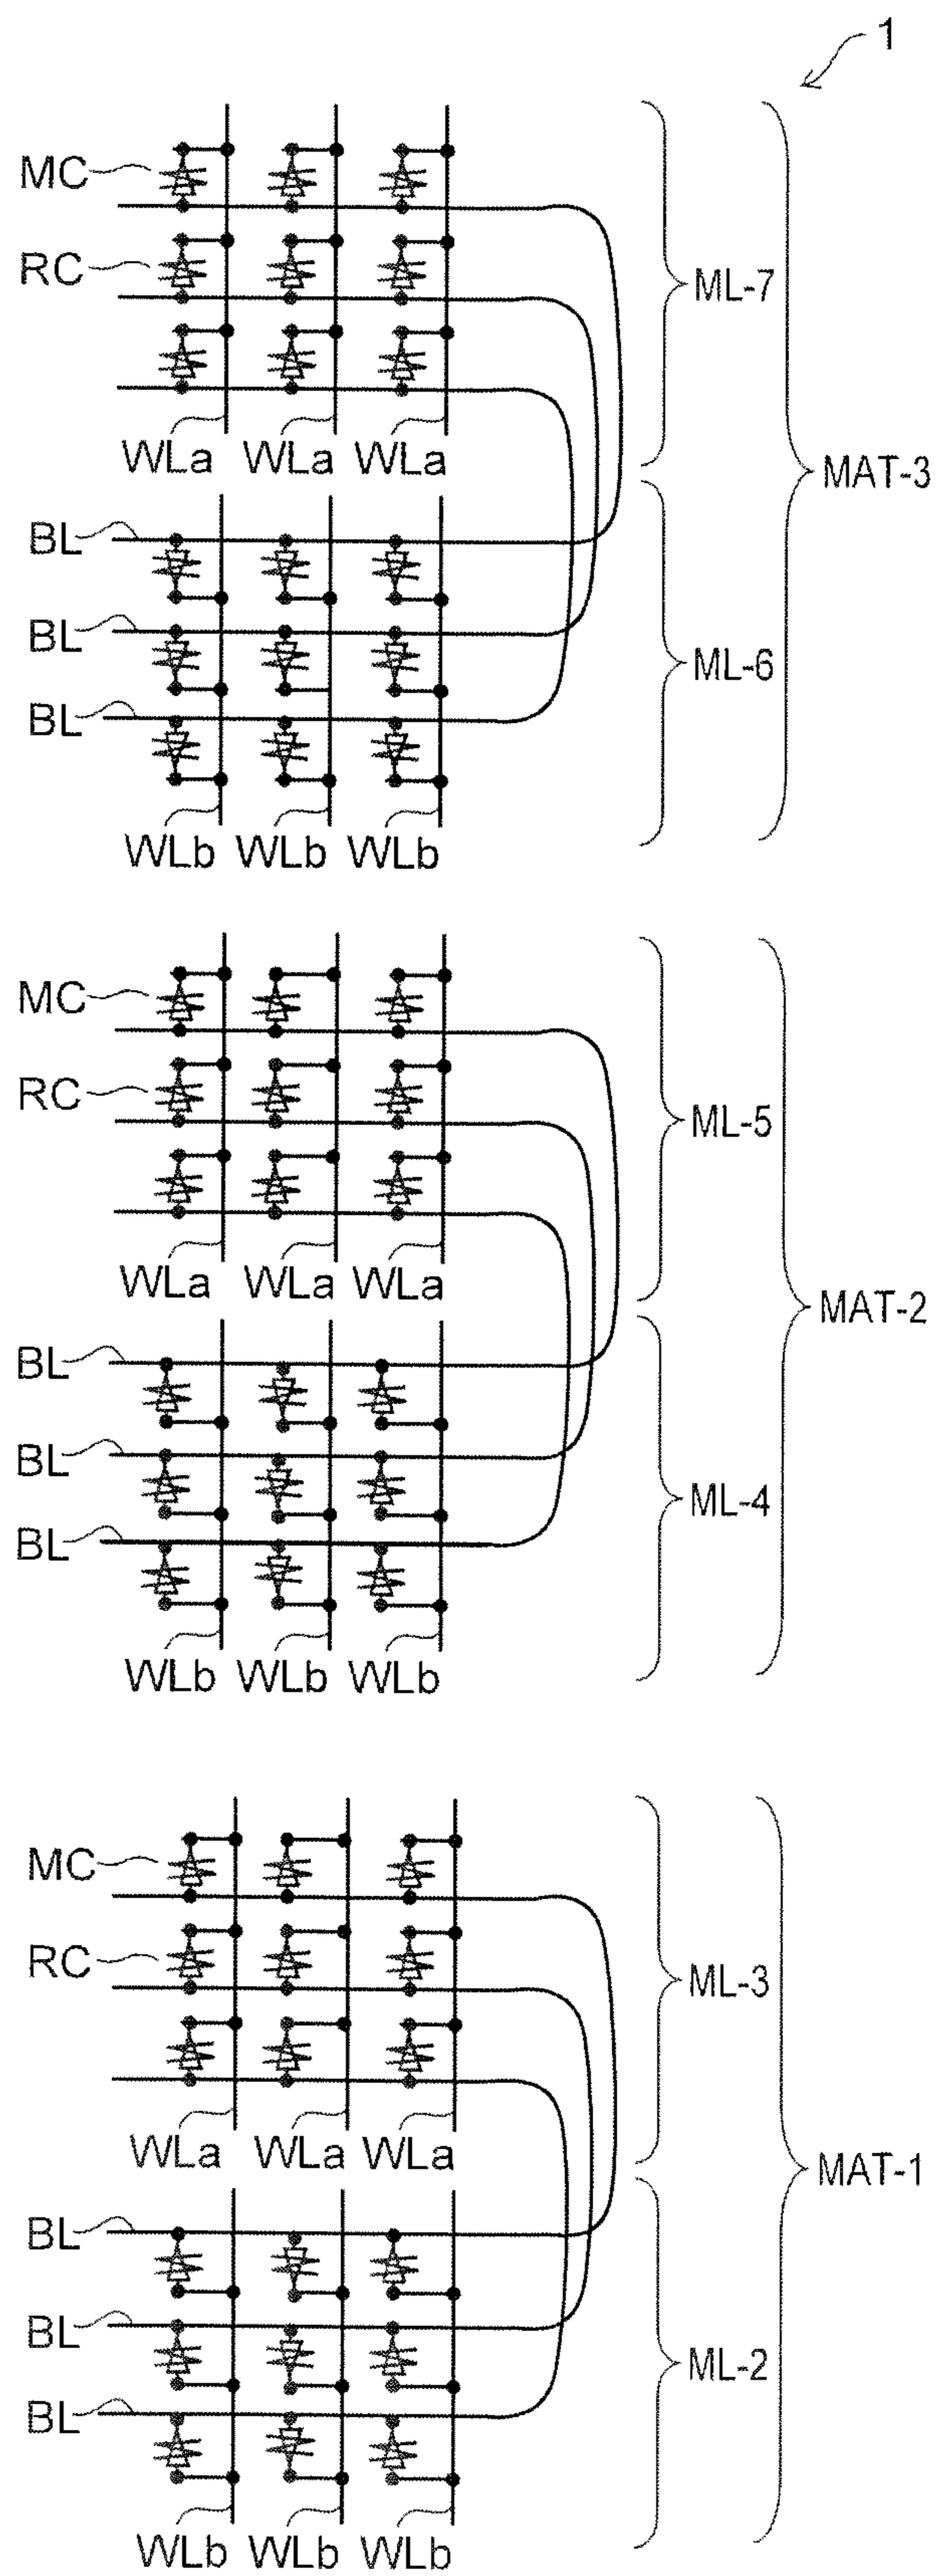 1
MC
RC
ML-7
WLa WLa WLa
MAT-3
BL
BL
ML-6
BL
WLb WLb WLb
MC
RC
ML-5
WLa WLa WLa
MAT-2
BL
BL
ML-4
BL
WLb WLb WLb
MC
RC
ML-3
WLa WLa WLa
MAT-1
BL
BL
ML-2
BL
WLb WLb WLb